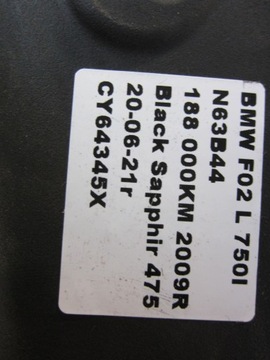 BMW F02 L 750I
N63B44
188 000KM 2009R
Black Sapphir 475
20-06-21r
CY64345X